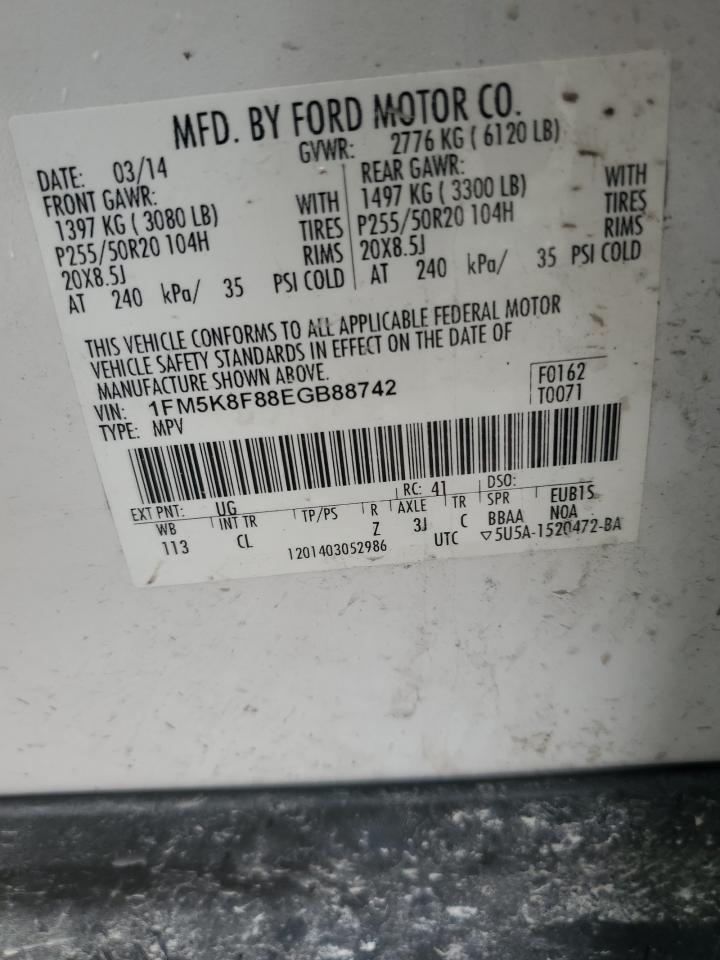 MFD. BY FORD MOTOR CO.
DATE: 03/14 GVWR: 2776 KG ( 6120 LB)
FRONT GAWR: REAR GAWR:
1397 KG ( 3080 LB) WITH 1497 KG ( 3300 LB) WITH
P255/50R20 104H TIRES P255/50R20 104H TIRES
20X8.5J RIMS 20X8.5J RIMS
AT 240 kPa/ 35 PSI COLD AT 240 kPa/ 35 PSI COLD
THIS VEHICLE CONFORMS TO ALL APPLICABLE FEDERAL MOTOR
VEHICLE SAFETY STANDARDS IN EFFECT ON THE DATE OF
MANUFACTURE SHOWN ABOVE.
VIN: 1FM5K8F88EGB88742 F0162
TYPE: MPV T0071
EXT PNT: UG RC: 41 DSO:
WB INT TR TP/PS R AXLE TR SPR EUB1S
113 CL Z 3J C BBAA NOA
1201403052986 UTC ▽5U5A-1520472-BA